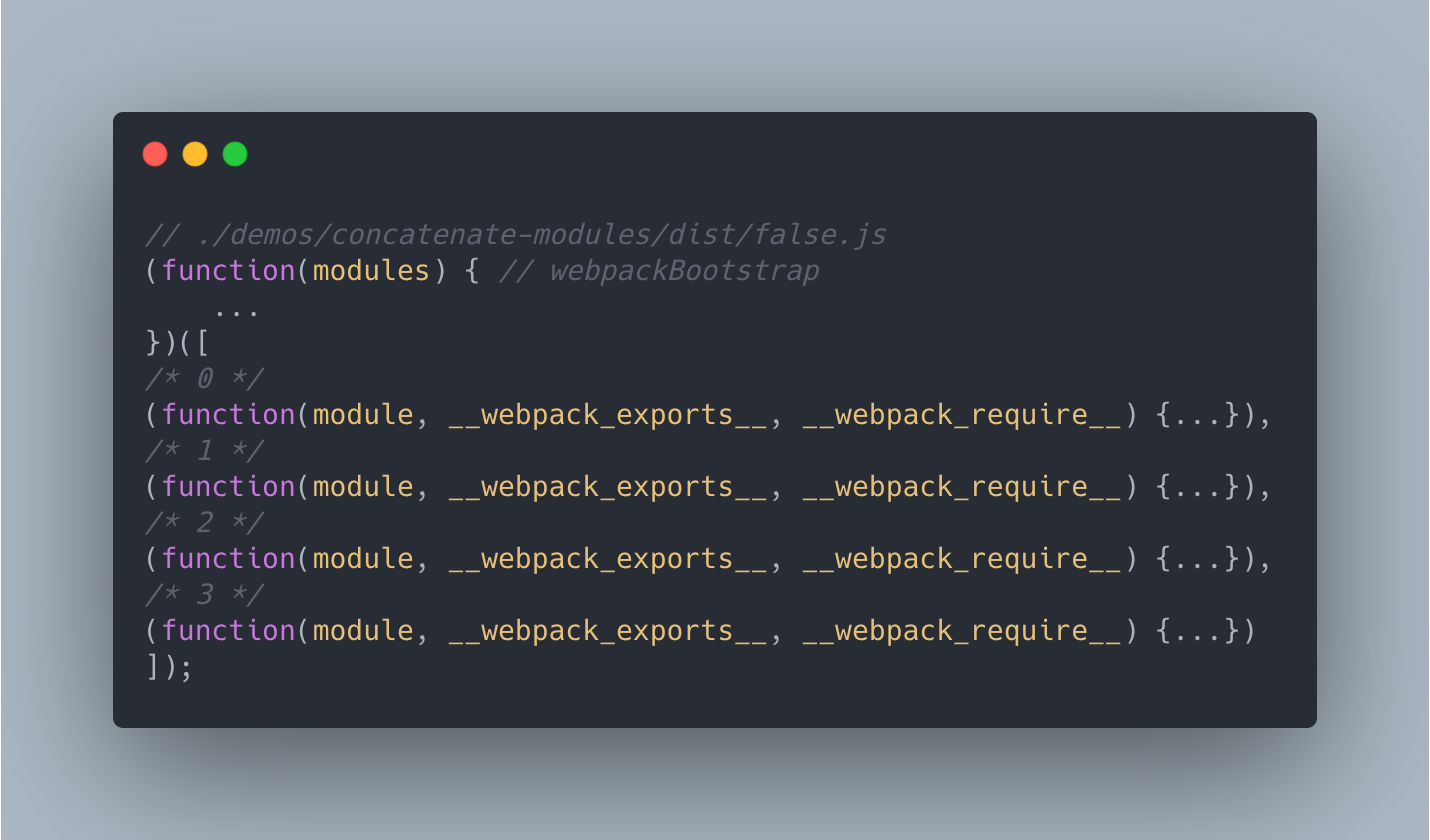 // ./demos/concatenate-modules/dist/false.js
(function(modules) { // webpackBootstrap
    ...
})([
/* 0 */
(function(module, __webpack_exports__, __webpack_require__) {...}),
/* 1 */
(function(module, __webpack_exports__, __webpack_require__) {...}),
/* 2 */
(function(module, __webpack_exports__, __webpack_require__) {...}),
/* 3 */
(function(module, __webpack_exports__, __webpack_require__) {...})
]);